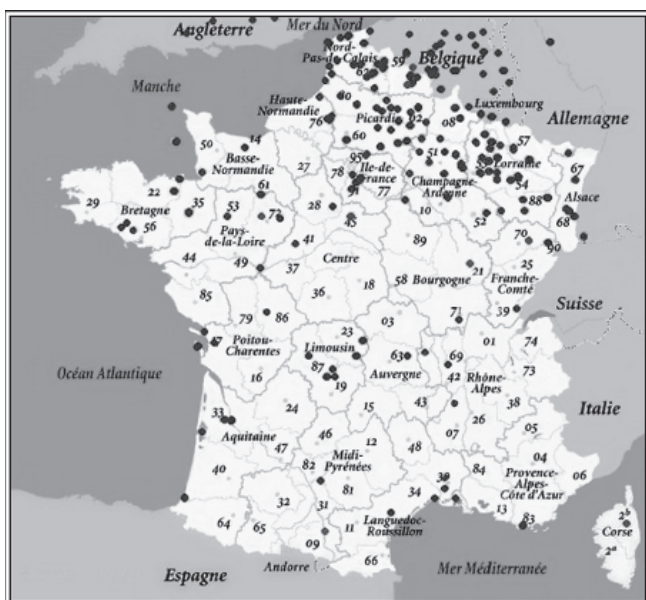 Angleterre
Mer du Nord
Nord-
Pas-de-Calais
59
Belgique
62
Manche
Haute-
Normandie
80
Picardie
02
08
Luxembourg
Allemagne
76
60
50
14
Basse-
Normandie
27
95
78
Ile-de-
France
91
77
51
Champagne-
Ardenne
55
57
Lorraine
54
67
Alsace
22
29
Bretagne
35
53
61
72
28
45
10
52
88
68
56
Pays-
de-la-Loire
41
89
70
90
44
49
37
Centre
58
Bourgogne
21
25
Franche-
Comté
85
36
18
Suisse
79
86
03
71
39
17
Poitou-
Charentes
23
Limousin
01
74
Océan Atlantique
87
63
Auvergne
69
42
Rhône-
Alpes
73
16
19
38
Italie
33
24
15
43
26
05
Aquitaine
46
12
48
07
47
40
82
Midi-
Pyrénées
30
84
04
Provence-
Alpes-
Côte d'Azur
06
81
34
32
31
13
83
2b
Corse
2a
64
65
11
Languedoc-
Roussillon
09
66
Andorre
Espagne
Mer Méditerranée